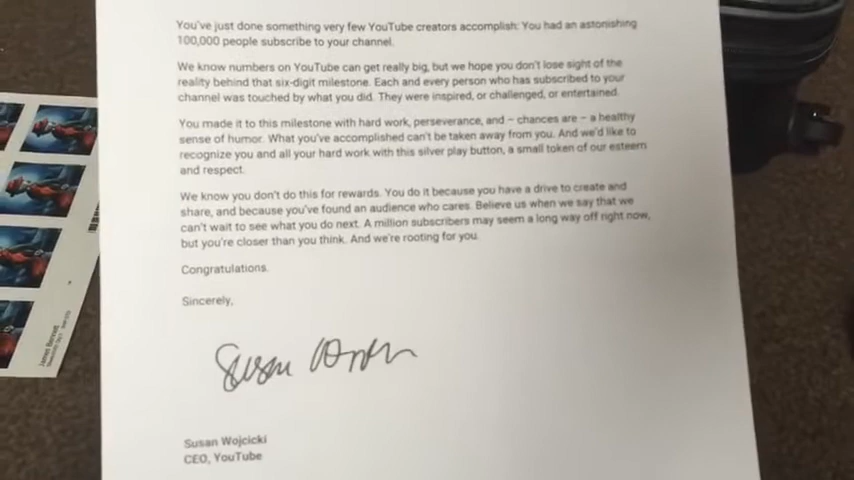 You've just done something very few YouTube creators accomplish: You had an astonishing
100,000 people subscribe to your channel.
We know numbers on YouTube can get really big, but we hope you don't lose sight of the
reality behind that six-digit milestone. Each and every person who has subscribed to your
channel was touched by what you did. They were inspired, or challenged, or entertained.
You made it to this milestone with hard work, perseverance, and – chances are – a healthy
sense of humor. What you've accomplished can't be taken away from you. And we'd like to
recognize you and all your hard work with this silver play button, a small token of our esteem
and respect.
We know you don't do this for rewards. You do it because you have a drive to create and
share, and because you've found an audience who cares. Believe us when we say that we
can't wait to see what you do next. A million subscribers may seem a long way off right now,
but you're closer than you think. And we're rooting for you.
Congratulations.
Sincerely,
Susan Wojcicki
CEO, YouTube